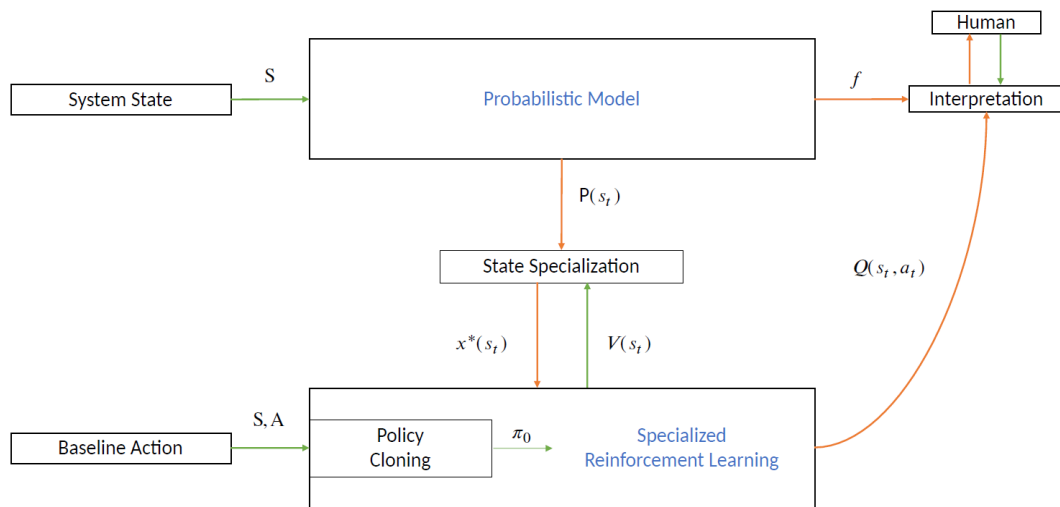 Human
S
System State
Probabilistic Model
f
Interpretation
P(s_t)
State Specialization
Q(s_t, a_t)
x*(s_t)
V(s_t)
S, A
Baseline Action
Policy
Cloning
π_0
Specialized
Reinforcement Learning